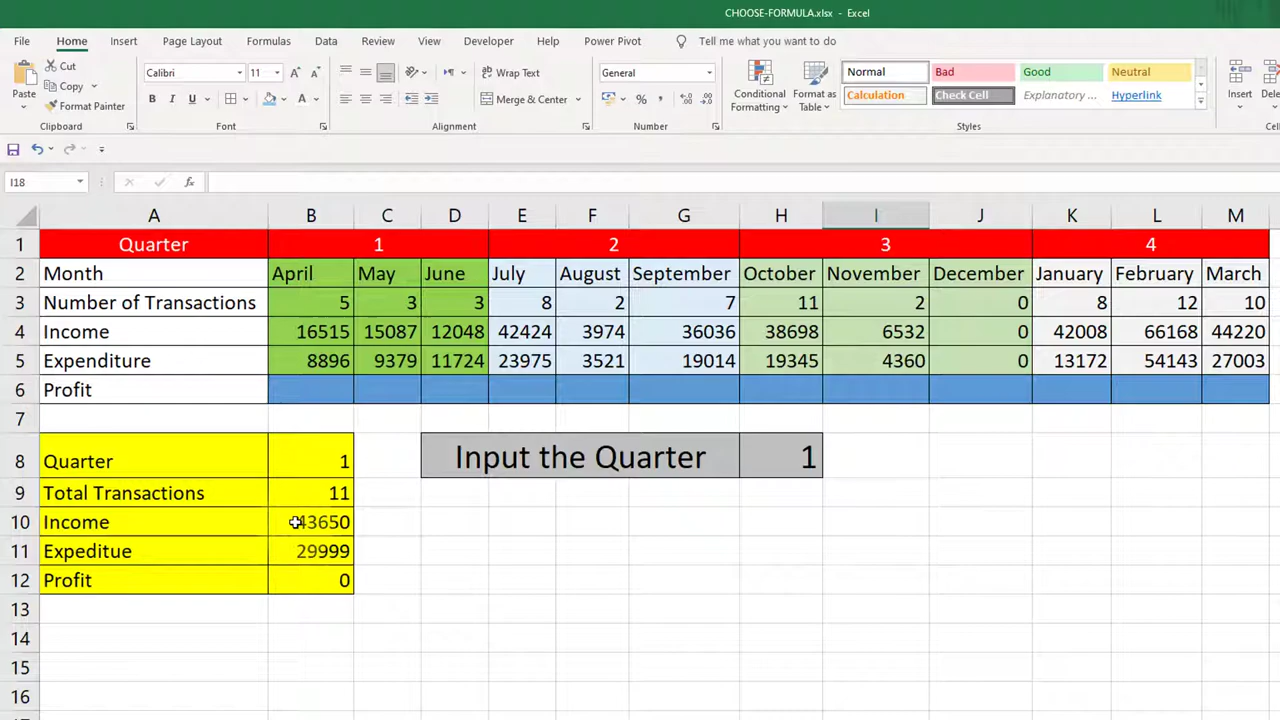 CHOOSE-FORMULA.xlsx - Excel
File Home Insert Page Layout Formulas Data Review View Developer Help Power Pivot Tell me what you want to do
Paste Cut Copy Format Painter
Calibri 11
B I U A
Wrap Text
Merge & Center
General
% ,
Conditional Formatting
Format as Table
Normal Bad Good Neutral
Calculation Check Cell Explanatory ... Hyperlink
Insert
Clipboard Font Alignment Number Styles
I18 fx
A B C D E F G H I J K L M
1 Quarter 1 2 3 4
2 Month April May June July August September October November December January February March
3 Number of Transactions 5 3 3 8 2 7 11 2 0 8 12 10
4 Income 16515 15087 12048 42424 3974 36036 38698 6532 0 42008 66168 44220
5 Expenditure 8896 9379 11724 23975 3521 19014 19345 4360 0 13172 54143 27003
6 Profit
7
8 Quarter 1 Input the Quarter 1
9 Total Transactions 11
10 Income 43650
11 Expeditue 29999
12 Profit 0
13
14
15
16